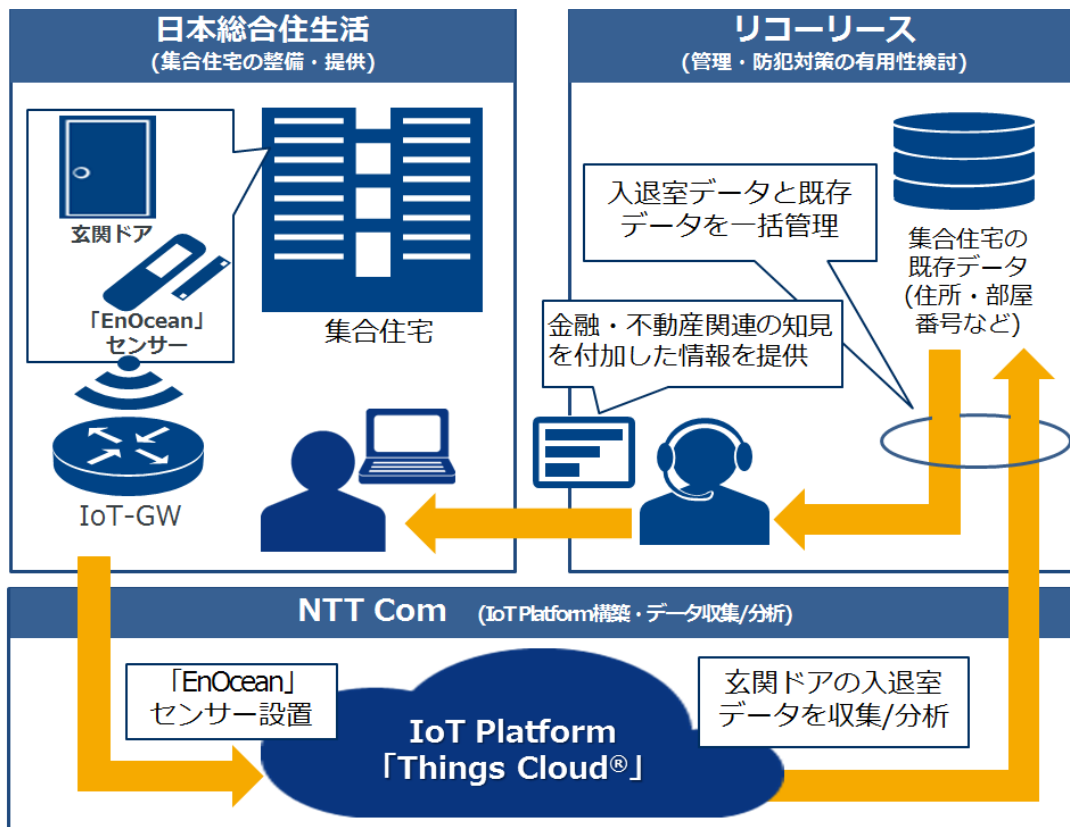 日本総合住生活
(集合住宅の整備・提供)
玄関ドア
「EnOcean」
センサー
集合住宅
IoT-GW
リコーリース
(管理・防犯対策の有用性検討)
入退室データと既存
データを一括管理
集合住宅の
既存データ
(住所・部屋
番号など)
金融・不動産関連の知見
を付加した情報を提供
NTT Com (IoT Platform構築・データ収集/分析)
「EnOcean」
センサー設置
IoT Platform
「Things Cloud®」
玄関ドアの入退室
データを収集/分析